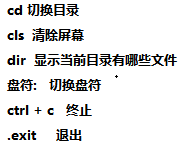 cd 切换目录
cls 清除屏幕
dir 显示当前目录有哪些文件
盘符: 切换盘符
ctrl + c 终止
.exit 退出